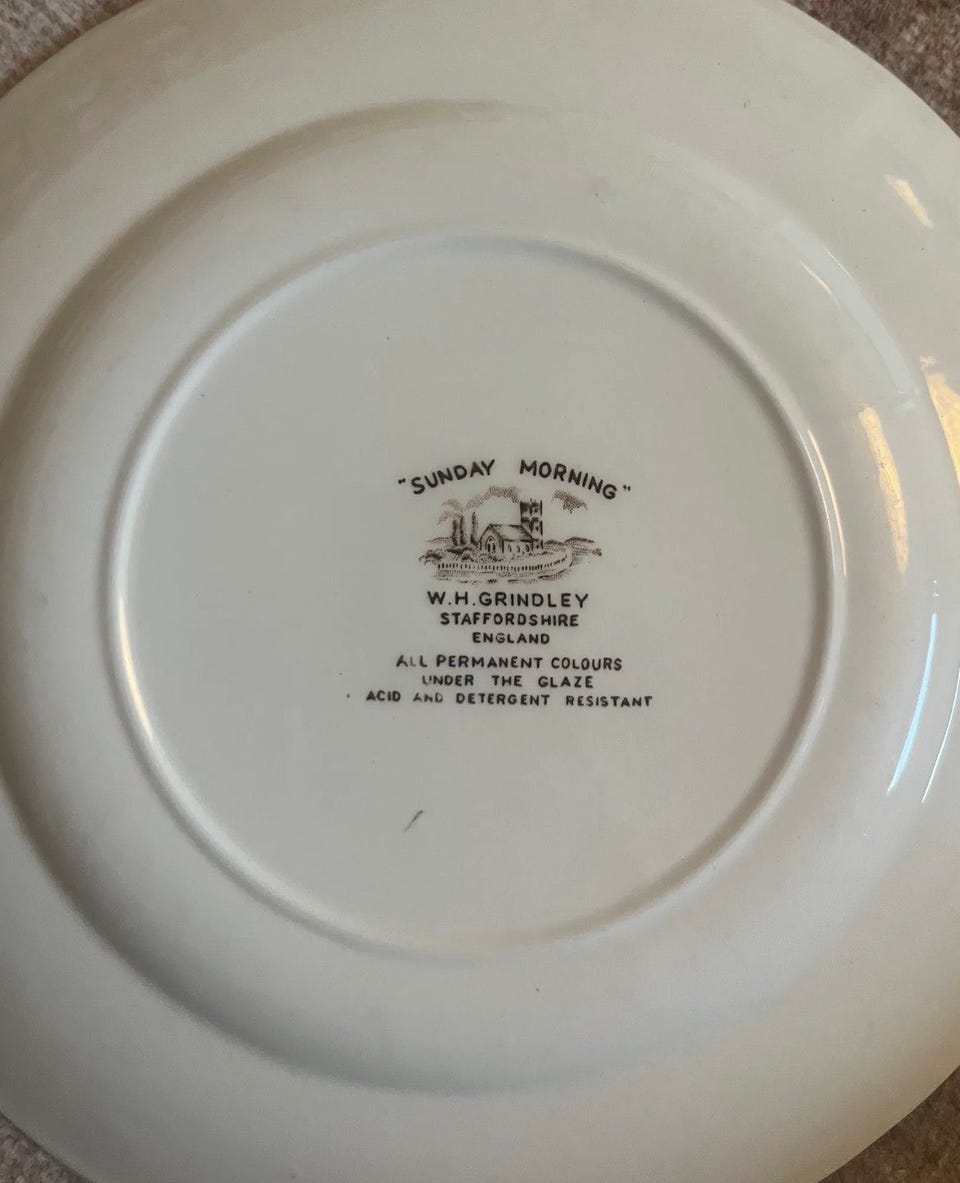 "SUNDAY MORNING"
W.H. GRINDLEY
STAFFORDSHIRE
ENGLAND
ALL PERMANENT COLOURS
UNDER THE GLAZE
ACID AND DETERGENT RESISTANT